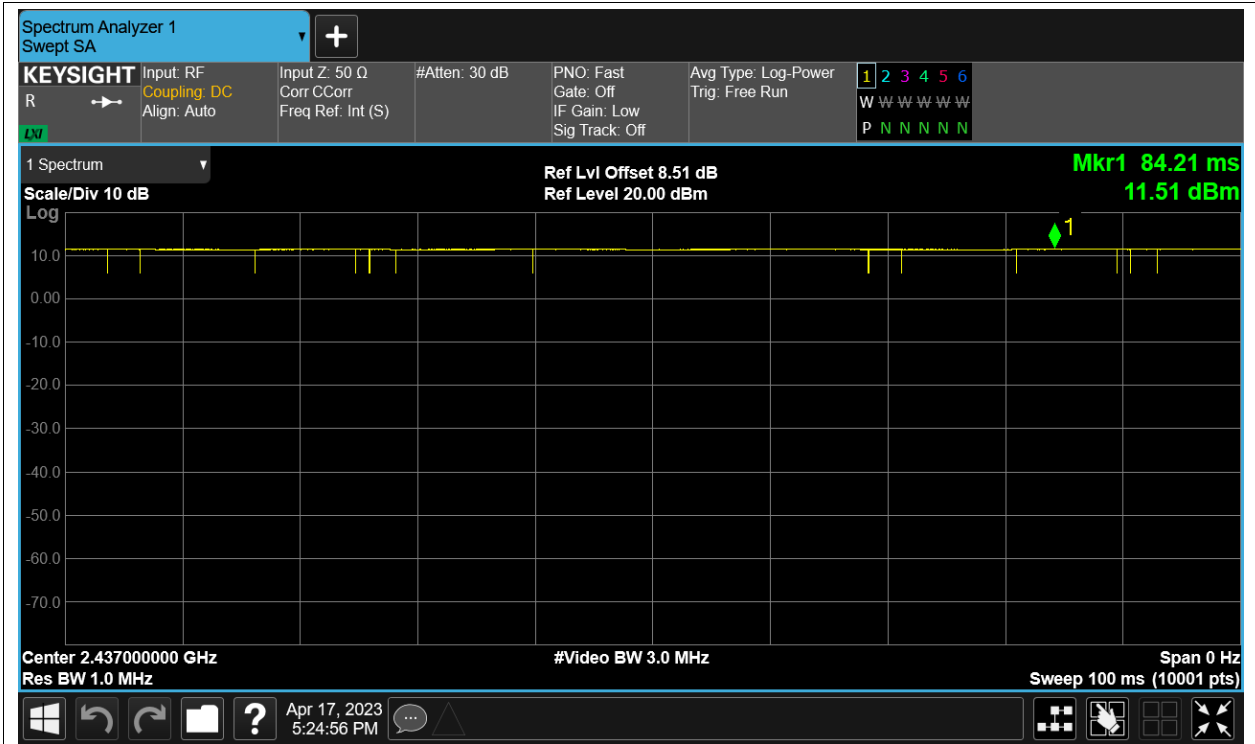 Spectrum Analyzer 1
Swept SA
KEYSIGHT
R
LXI
Input: RF
Coupling: DC
Align: Auto
Input Z: 50 Ω
Corr CCorr
Freq Ref: Int (S)
#Atten: 30 dB
PNO: Fast
Gate: Off
IF Gain: Low
Sig Track: Off
Avg Type: Log-Power
Trig: Free Run
1 2 3 4 5 6
W W W W W W
P N N N N N
1 Spectrum
Scale/Div 10 dB
Ref Lvl Offset 8.51 dB
Ref Level 20.00 dBm
Mkr1 84.21 ms
11.51 dBm
Log
1
10.0
0.00
-10.0
-20.0
-30.0
-40.0
-50.0
-60.0
-70.0
Center 2.437000000 GHz
#Video BW 3.0 MHz
Span 0 Hz
Res BW 1.0 MHz
Sweep 100 ms (10001 pts)
?
Apr 17, 2023
5:24:56 PM